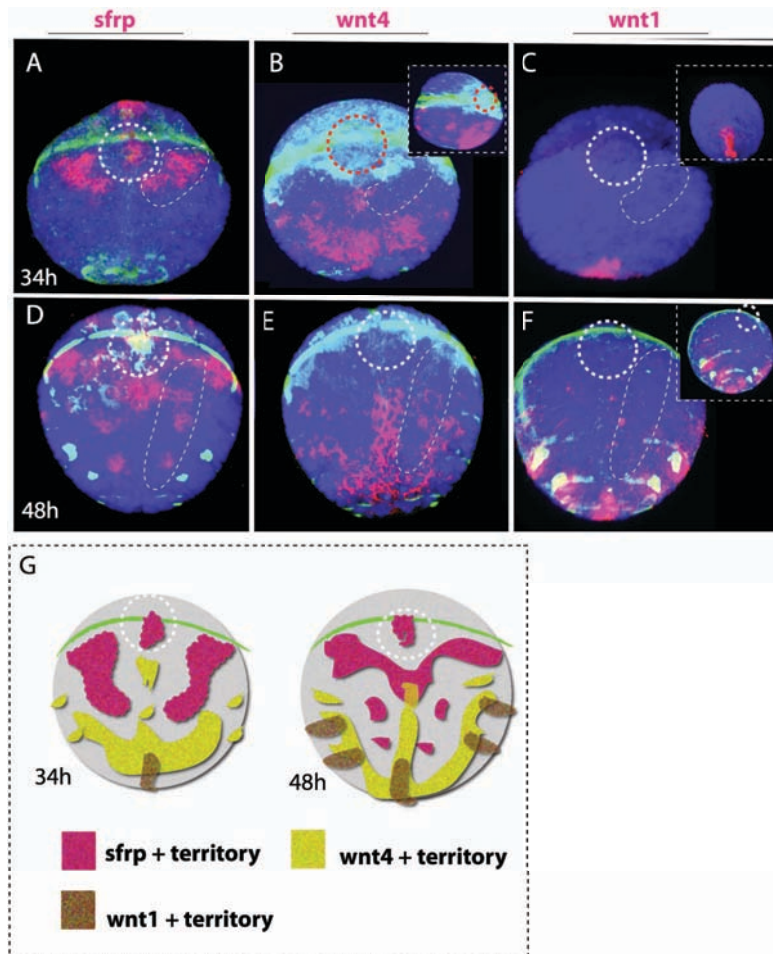 sfrp wnt4 wnt1
A B C
34h
D E F
48h
G
34h 48h
sfrp + territory wnt4 + territory
wnt1 + territory